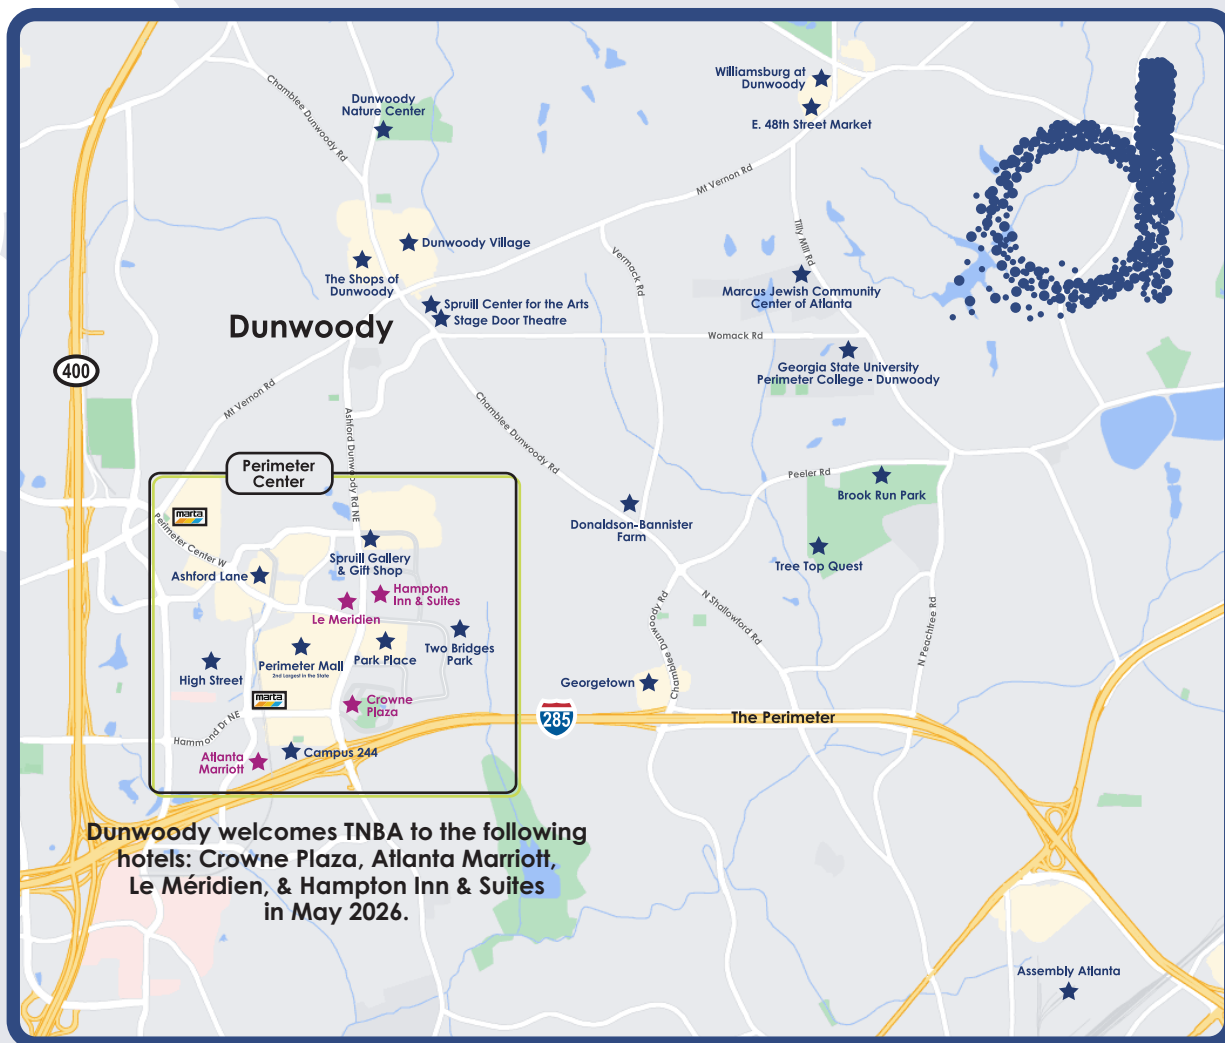 Chamblee Dunwoody Rd
Dunwoody
Nature Center
Williamsburg at
Dunwoody
E. 48th Street Market
Mt Vernon Rd
Dunwoody Village
The Shops of
Dunwoody
Vermack Rd
Tilly Mill Rd
Marcus Jewish Community
Center of Atlanta
Spruill Center for the Arts
Stage Door Theatre
Dunwoody
Womack Rd
Georgia State University
Perimeter College - Dunwoody
400
Mt Vernon Rd
Ashford Dunwoody Rd NE
Chamblee Dunwoody Rd
Perimeter
Center
Peeler Rd
Brook Run Park
marta
Perimeter Center W
Donaldson-Bannister
Farm
Tree Top Quest
Spruill Gallery
& Gift Shop
Ashford Lane
Hampton
Inn & Suites
Le Meridien
Chamblee Dunwoody Rd
N Shallowford Rd
N Peachtree Rd
Two Bridges
Park
Park Place
Perimeter Mall
2nd Largest in the State
High Street
Georgetown
marta
Crowne
Plaza
285
The Perimeter
Hammond Dr NE
Campus 244
Atlanta
Marriott
Dunwoody welcomes TNBA to the following
hotels: Crowne Plaza, Atlanta Marriott,
Le Méridien, & Hampton Inn & Suites
in May 2026.
Assembly Atlanta
d